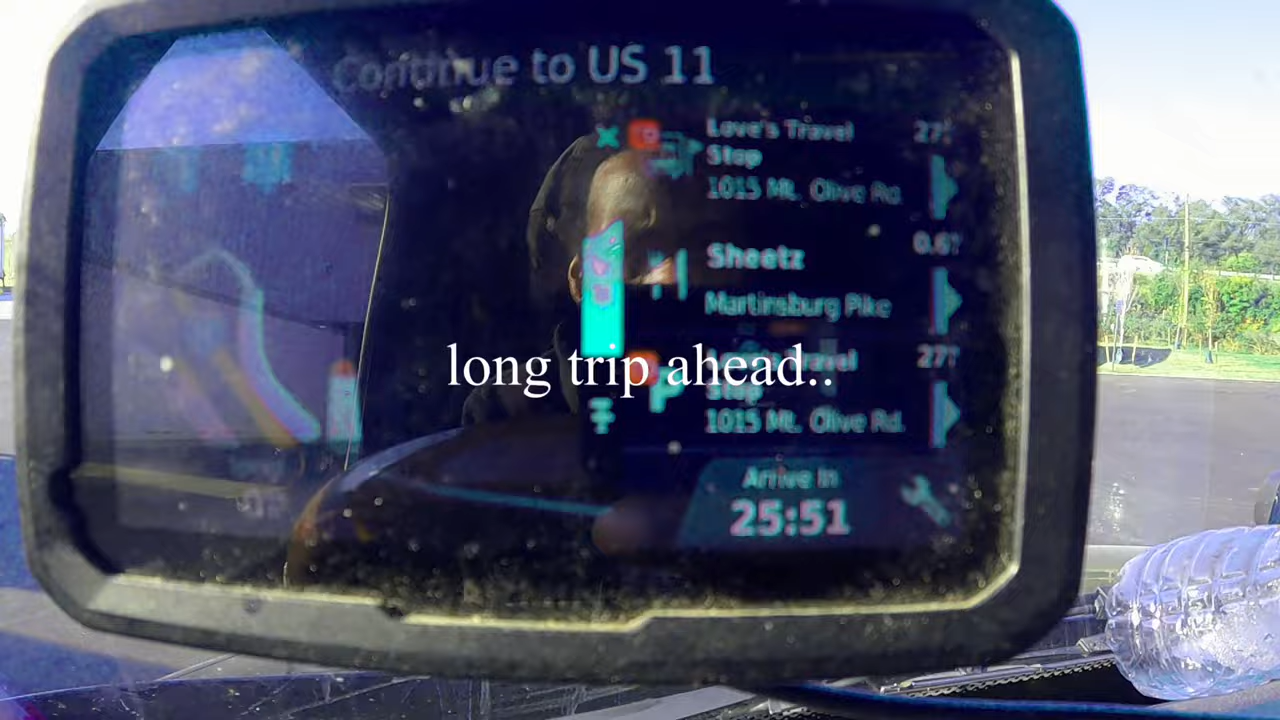 Continue to US 11
Love's Travel
Stop
1015 Mt. Olive Rd.
Sheetz
Martinsburg Pike
long trip ahead..
Travel
Stop
1015 Mt. Olive Rd.
Arrive In
25:51